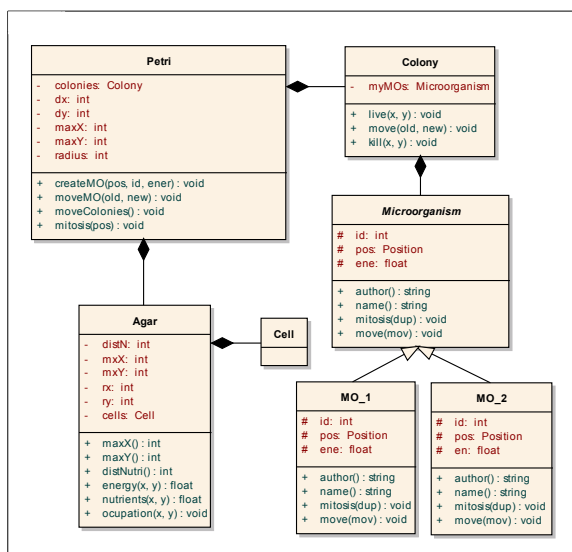 Petri
- colonies: Colony
- dx: int
- dy: int
- maxX: int
- maxY: int
- radius: int
+ createMO(pos, id, ener) : void
+ moveMO(old, new) : void
+ moveColonies() : void
+ mitosis(pos) : void
Colony
- myMOs: Microorganism
+ live(x, y) : void
+ move(old, new) : void
+ kill(x, y) : void
Microorganism
# id: int
# pos: Position
# ene: float
+ author() : string
+ name() : string
+ mitosis(dup) : void
+ move(mov) : void
Agar
- distN: int
- mxX: int
- mxY: int
- rx: int
- ry: int
- cells: Cell
+ maxX() : int
+ maxY() : int
+ distNutri() : int
+ energy(x, y) : float
+ nutrients(x, y) : float
+ ocupation(x, y) : void
Cell
MO_1
# id: int
# pos: Position
# ene: float
+ author() : string
+ name() : string
+ mitosis(dup) : void
+ move(mov) : void
MO_2
# id: int
# pos: Position
# en: float
+ author() : string
+ name() : string
+ mitosis(dup) : void
+ move(mov) : void